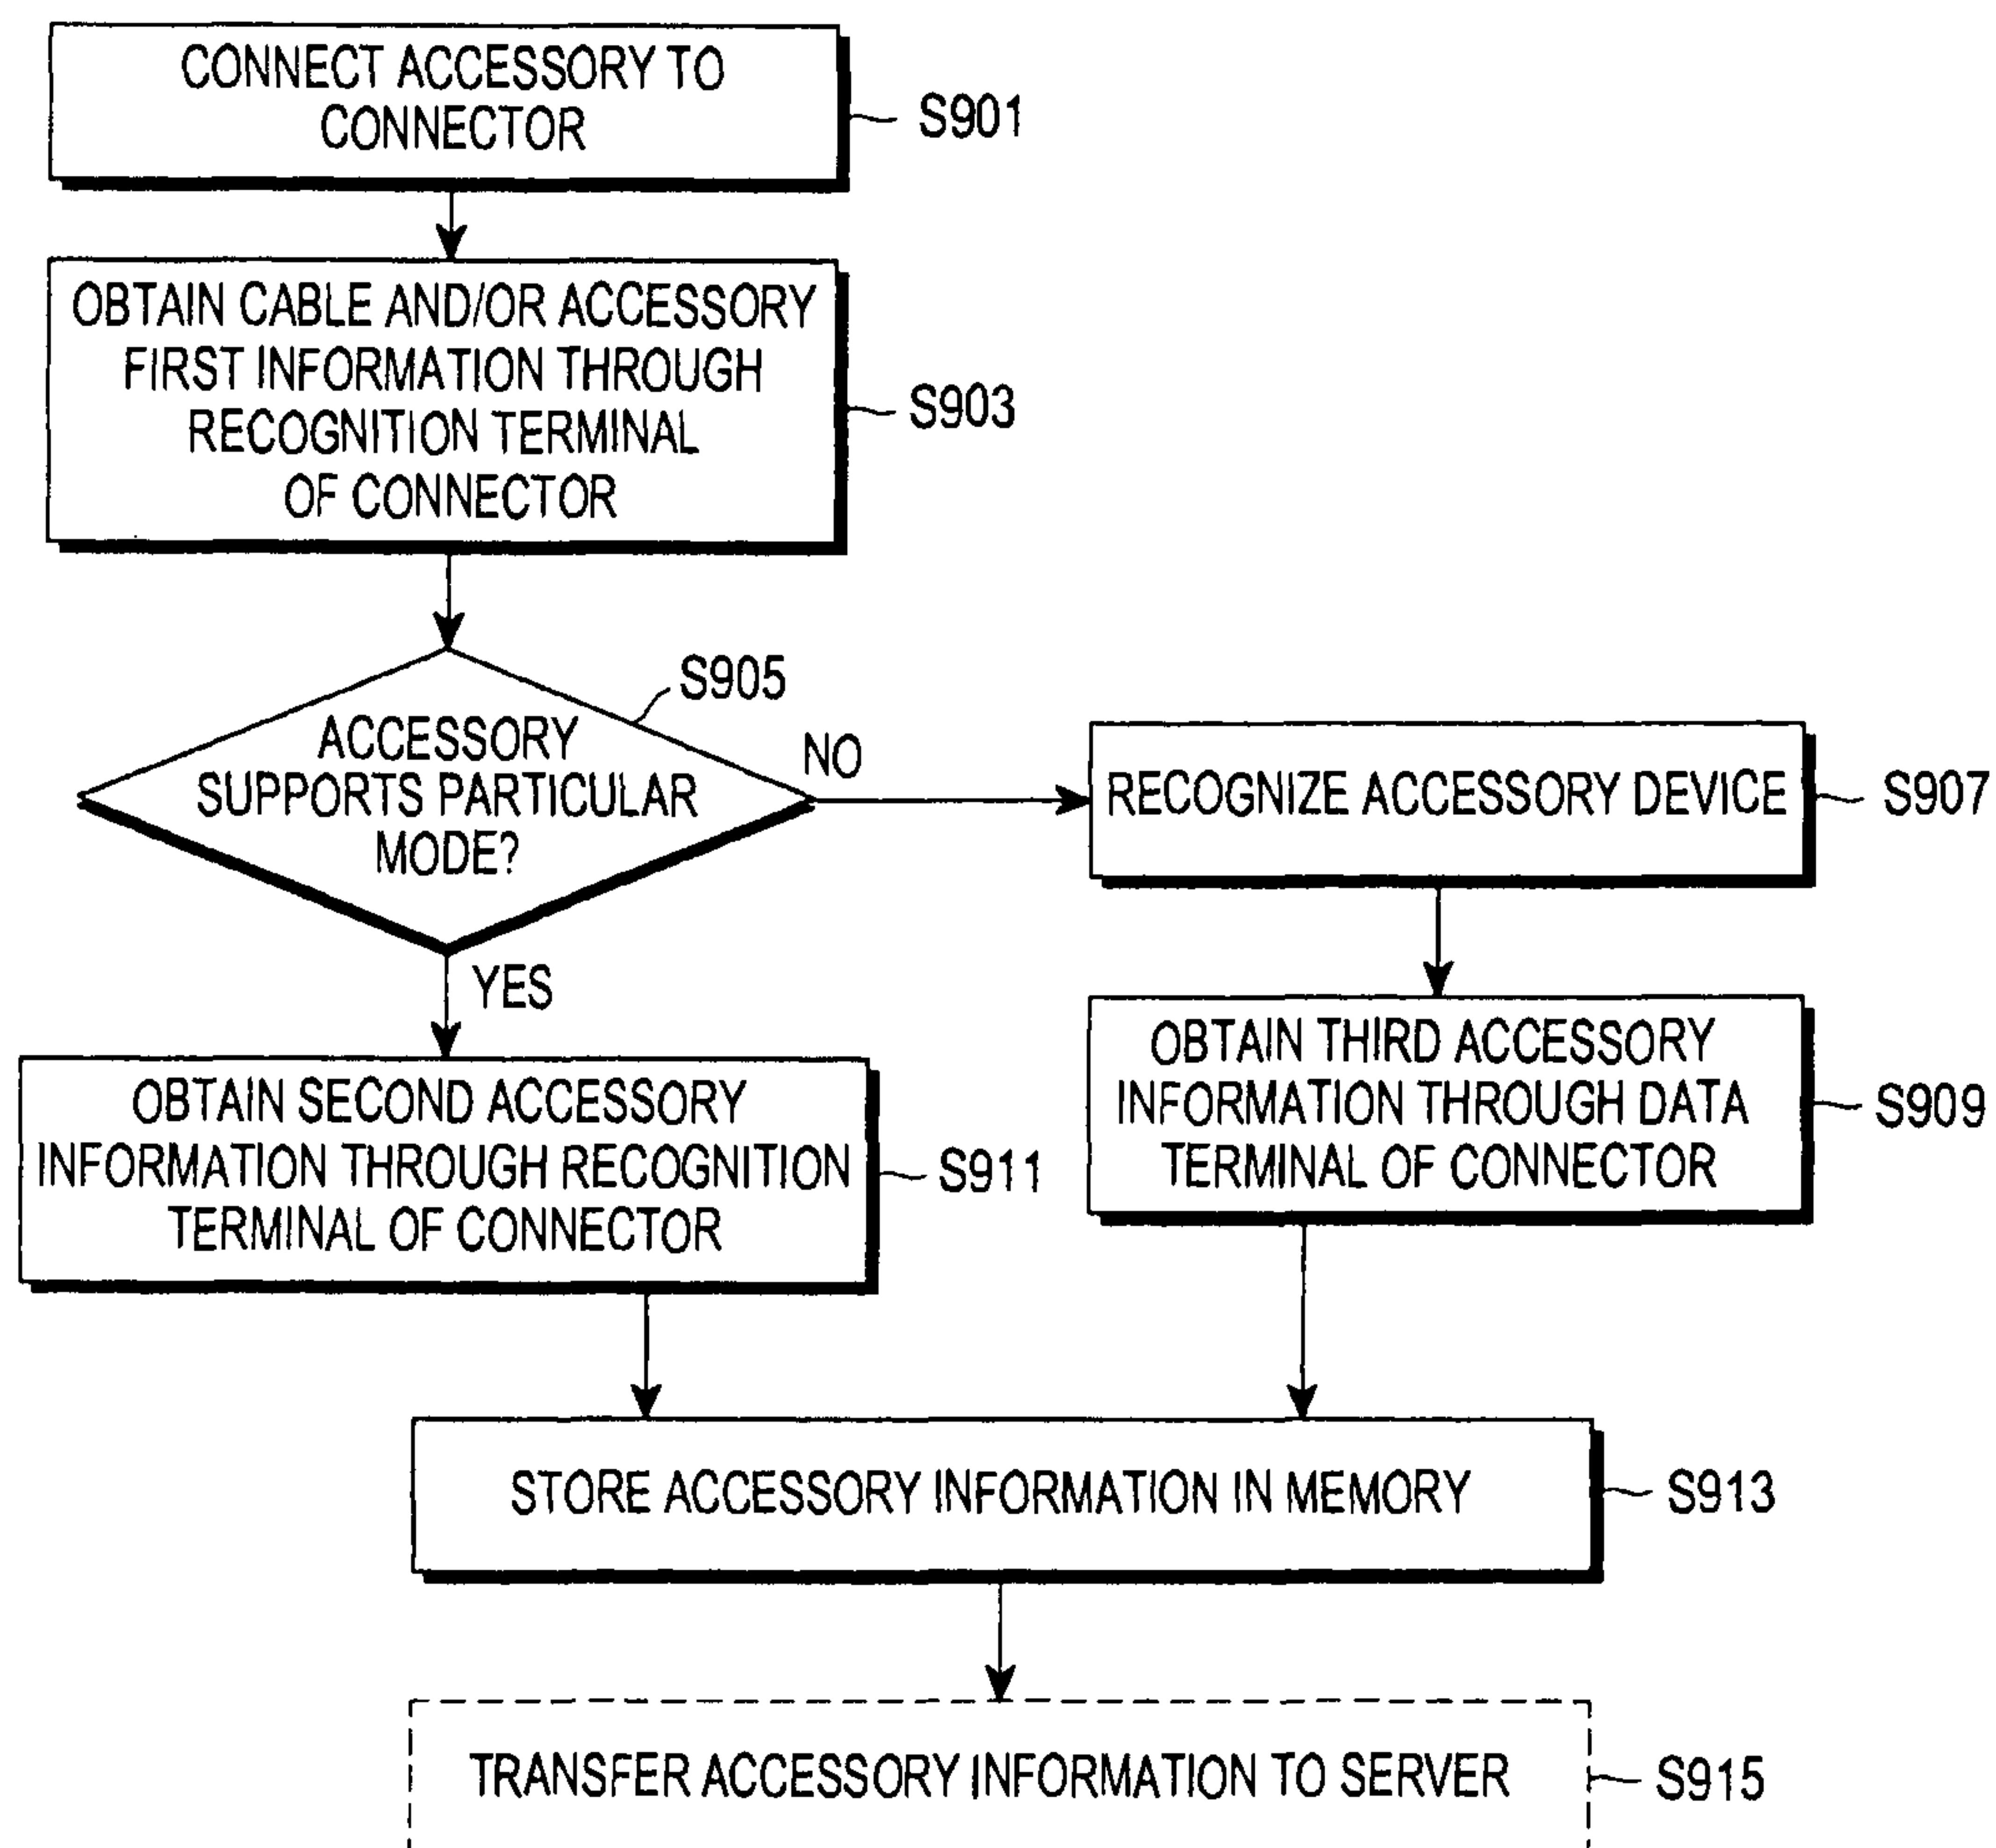 CONNECT ACCESSORY TO
CONNECTOR
S901
OBTAIN CABLE AND/OR ACCESSORY
FIRST INFORMATION THROUGH
RECOGNITION TERMINAL
OF CONNECTOR
S903
S905
ACCESSORY
SUPPORTS PARTICULAR
MODE?
NO
RECOGNIZE ACCESSORY DEVICE
S907
YES
OBTAIN THIRD ACCESSORY
INFORMATION THROUGH DATA
TERMINAL OF CONNECTOR
S909
OBTAIN SECOND ACCESSORY
INFORMATION THROUGH RECOGNITION
TERMINAL OF CONNECTOR
S911
STORE ACCESSORY INFORMATION IN MEMORY
S913
TRANSFER ACCESSORY INFORMATION TO SERVER
S915